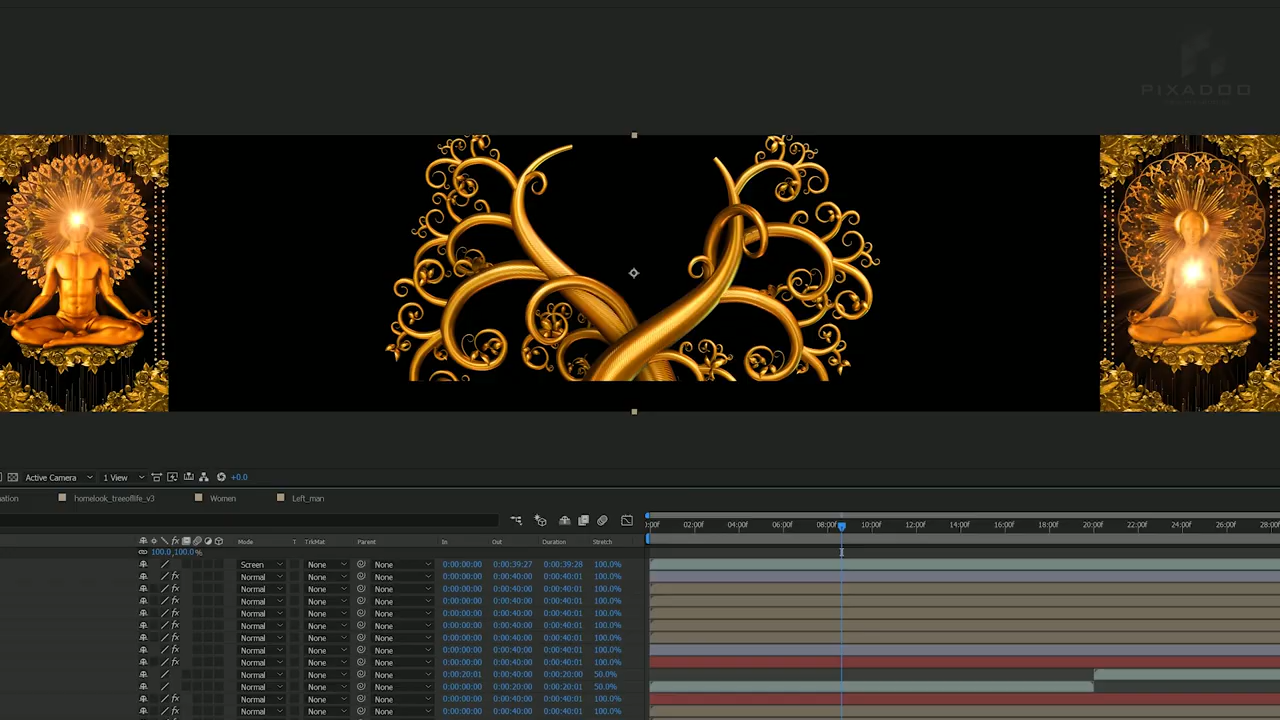 PIXADOO
Active Camera 1 View +0.0
ation homelook_treeoflife_v3 Women Left_man
:00f 02:00f 04:00f 06:00f 08:00f 10:00f 12:00f 14:00f 16:00f 18:00f 20:00f 22:00f 24:00f 26:00f 28:00f
Mode T TrkMat Parent In Out Duration Stretch
100.0,100.0%
Screen None None 0:00:00:00 0:00:39:27 0:00:39:28 100.0%
Normal None None 0:00:00:00 0:00:40:00 0:00:40:01 100.0%
Normal None None 0:00:00:00 0:00:40:00 0:00:40:01 100.0%
Normal None None 0:00:00:00 0:00:40:00 0:00:40:01 100.0%
Normal None None 0:00:00:00 0:00:40:00 0:00:40:01 100.0%
Normal None None 0:00:00:00 0:00:40:00 0:00:40:01 100.0%
Normal None None 0:00:00:00 0:00:40:00 0:00:40:01 100.0%
Normal None None 0:00:00:00 0:00:40:00 0:00:40:01 100.0%
Normal None None 0:00:00:00 0:00:40:00 0:00:40:01 100.0%
Normal None None 0:00:20:01 0:00:40:00 0:00:20:00 50.0%
Normal None None 0:00:00:00 0:00:20:00 0:00:20:01 50.0%
Normal None None 0:00:00:00 0:00:40:00 0:00:40:01 100.0%
Normal None None 0:00:00:00 0:00:40:00 0:00:40:01 100.0%